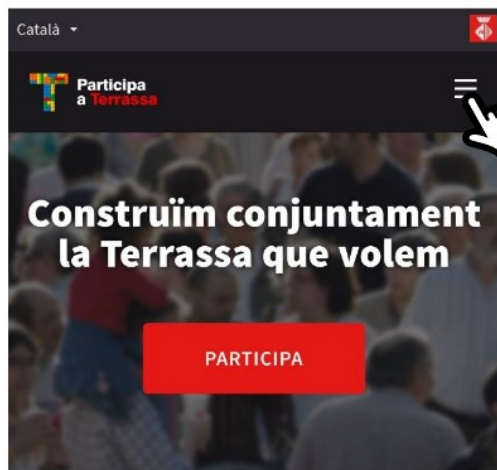 Català
Participa
a Terrassa
Construïm conjuntament
la Terrassa que volem
PARTICIPA